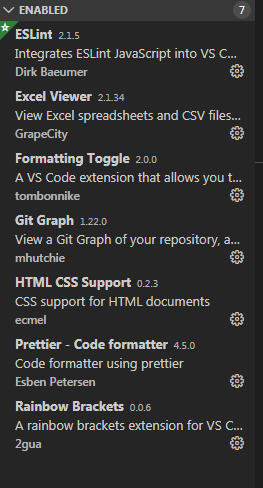 ENABLED 7
ESLint 2.1.5
Integrates ESLint JavaScript into VS C...
Dirk Baeumer
Excel Viewer 2.1.34
View Excel spreadsheets and CSV files...
GrapeCity
Formatting Toggle 2.0.0
A VS Code extension that allows you t...
tombonnike
Git Graph 1.22.0
View a Git Graph of your repository, a...
mhutchie
HTML CSS Support 0.2.3
CSS support for HTML documents
ecmel
Prettier - Code formatter 4.5.0
Code formatter using prettier
Esben Petersen
Rainbow Brackets 0.0.6
A rainbow brackets extension for VS C...
2gua